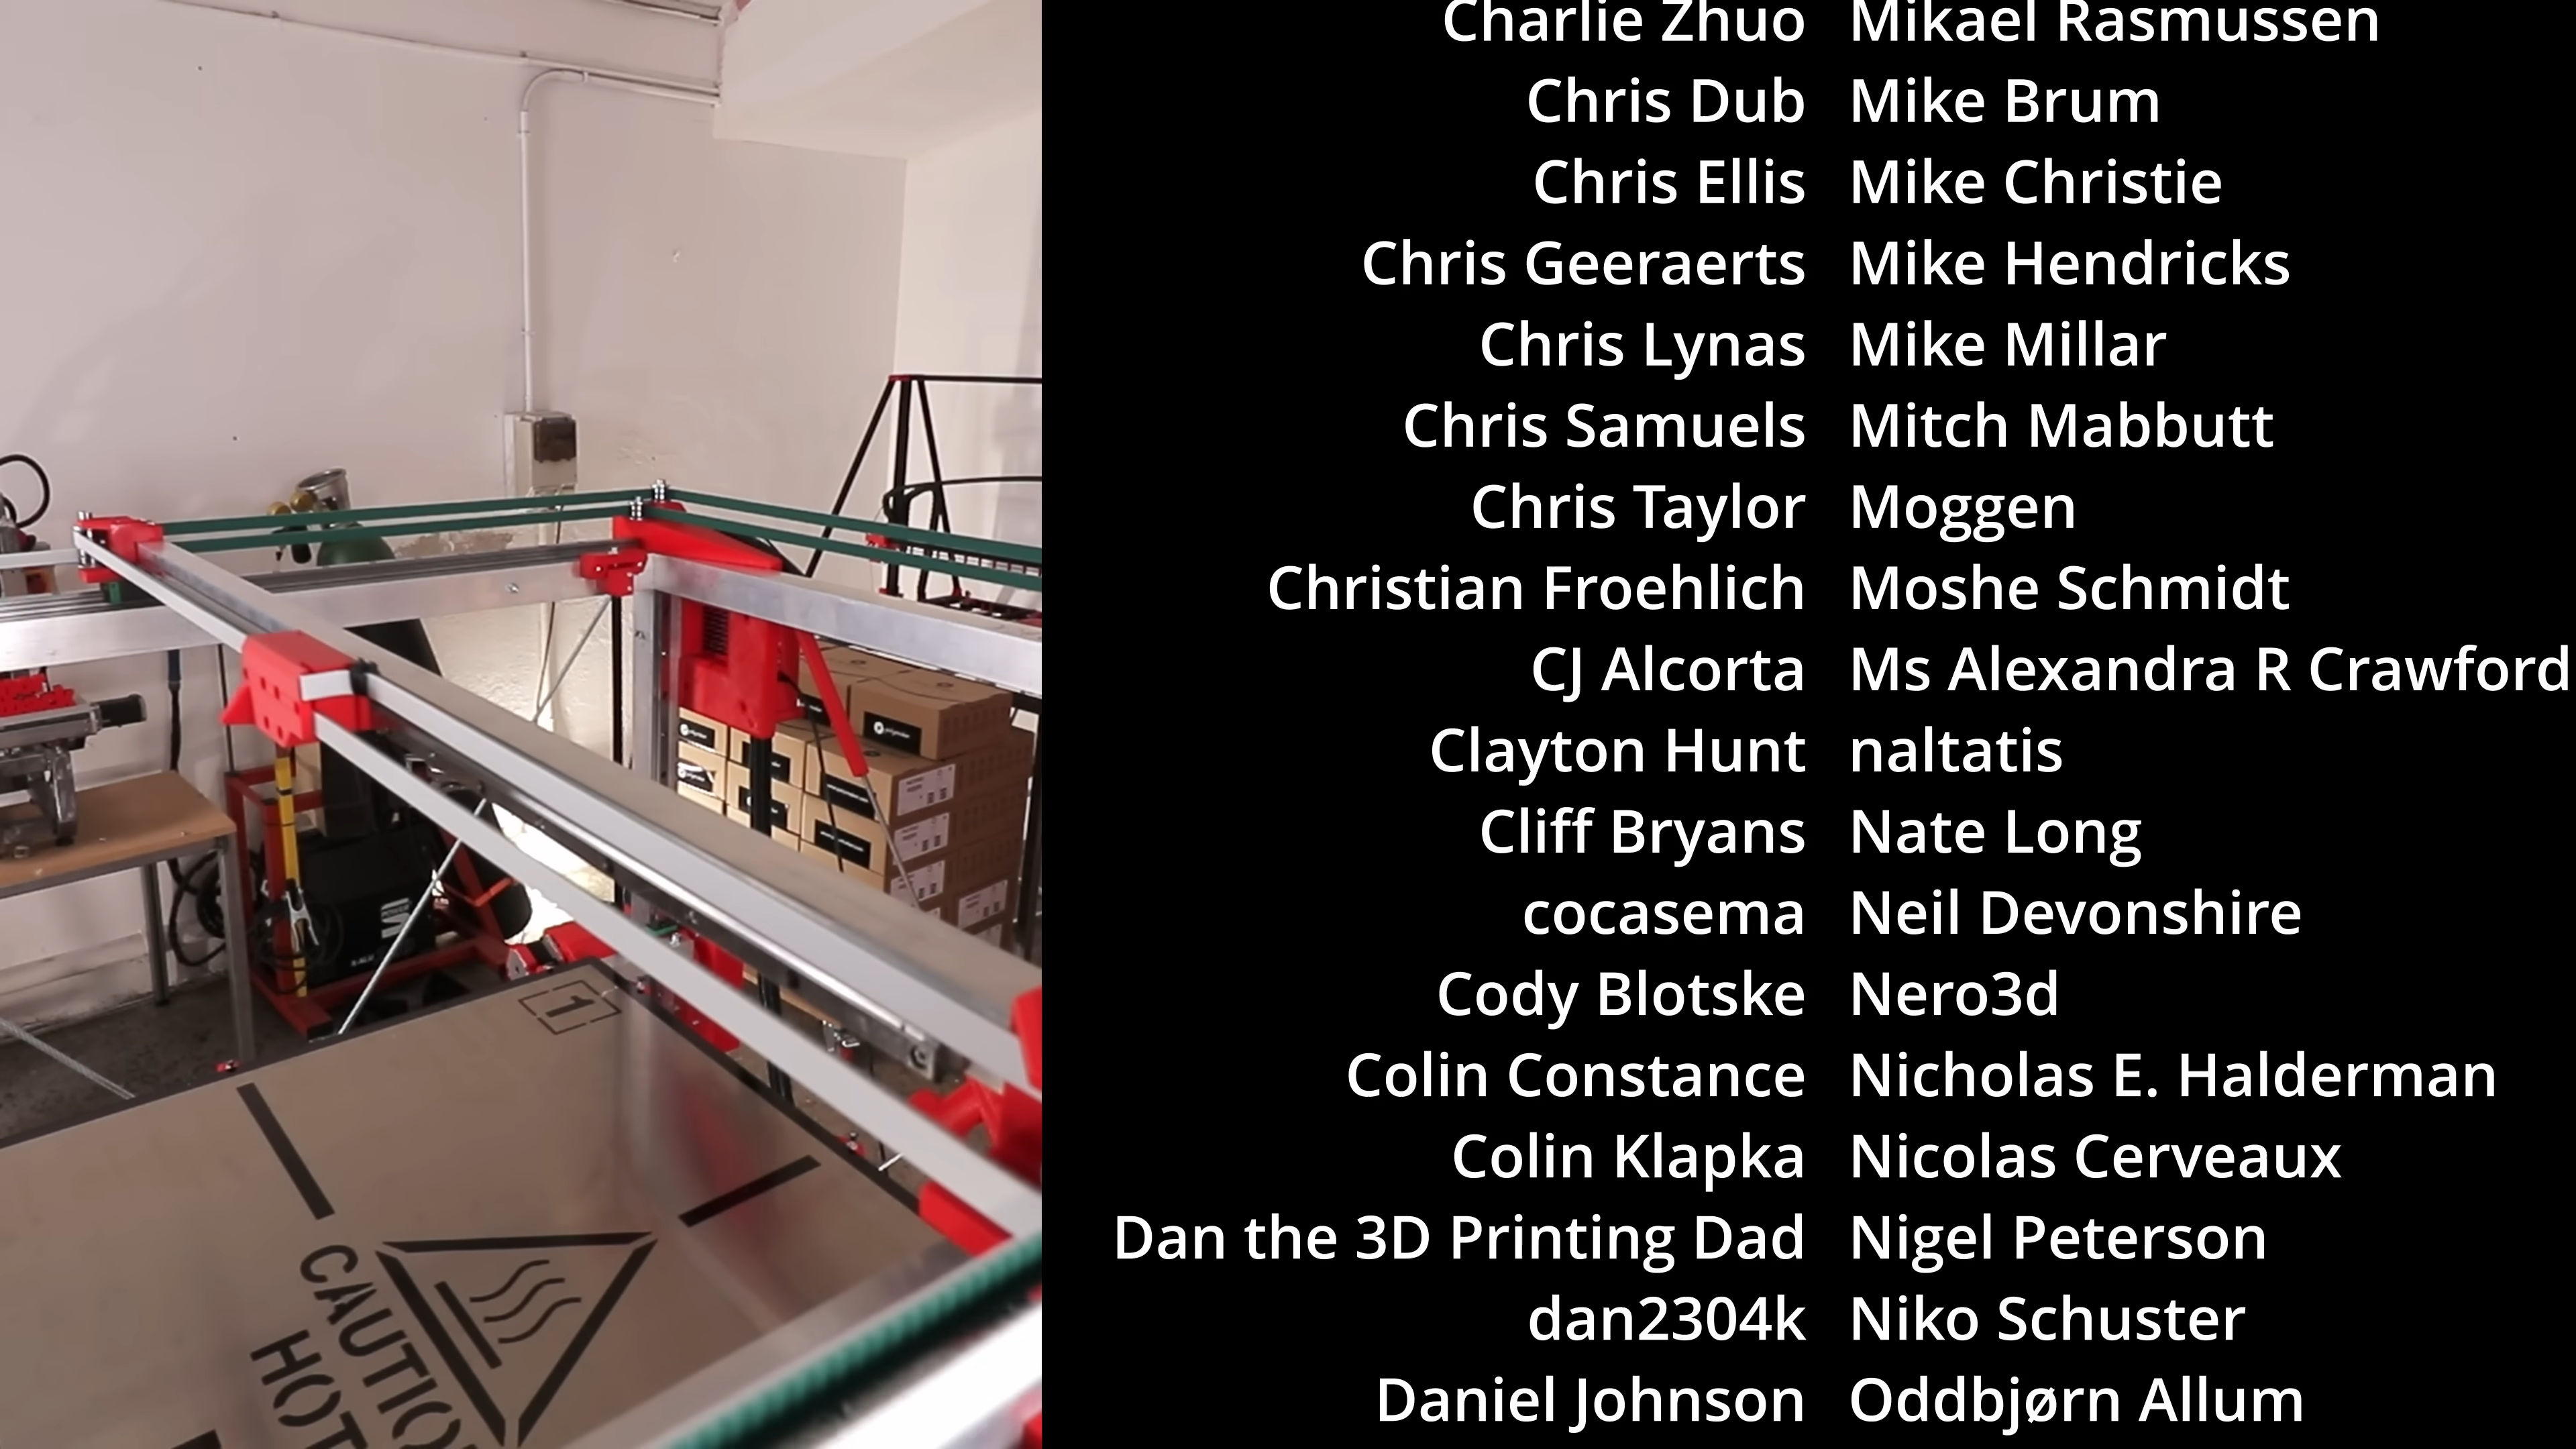 Charlie Zhuo Mikael Rasmussen
Chris Dub Mike Brum
Chris Ellis Mike Christie
Chris Geeraerts Mike Hendricks
Chris Lynas Mike Millar
Chris Samuels Mitch Mabbutt
Chris Taylor Moggen
Christian Froehlich Moshe Schmidt
CJ Alcorta Ms Alexandra R Crawford
Clayton Hunt naltatis
Cliff Bryans Nate Long
cocasema Neil Devonshire
Cody Blotske Nero3d
Colin Constance Nicholas E. Halderman
Colin Klapka Nicolas Cerveaux
Dan the 3D Printing Dad Nigel Peterson
dan2304k Niko Schuster
Daniel Johnson Oddbjørn Allum
1
CAUTIO
HOT